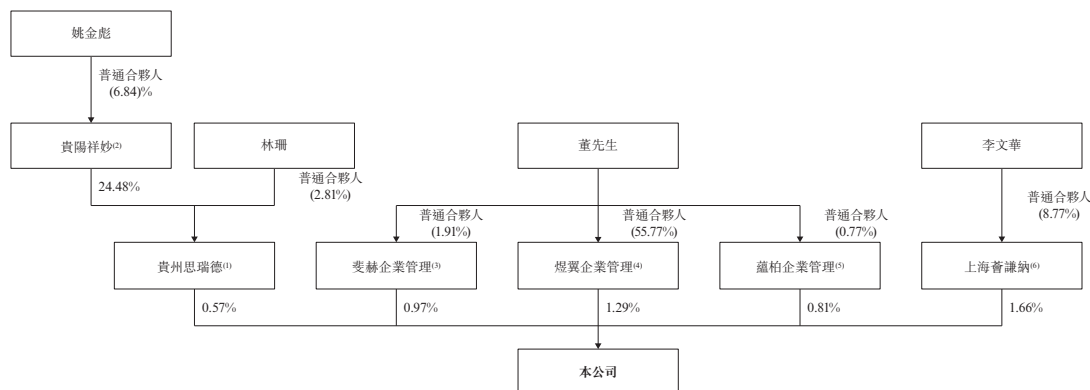 姚金彪
普通合夥人
(6.84)%
貴陽祥妙(2)
林珊
董先生
李文華
24.48%
普通合夥人
(2.81%)
普通合夥人
(8.77%)
普通合夥人
(1.91%)
普通合夥人
(55.77%)
普通合夥人
(0.77%)
貴州思瑞德(1)
斐赫企業管理(3)
煜翼企業管理(4)
蘊柏企業管理(5)
上海薈謙納(6)
0.57%
0.97%
1.29%
0.81%
1.66%
本公司